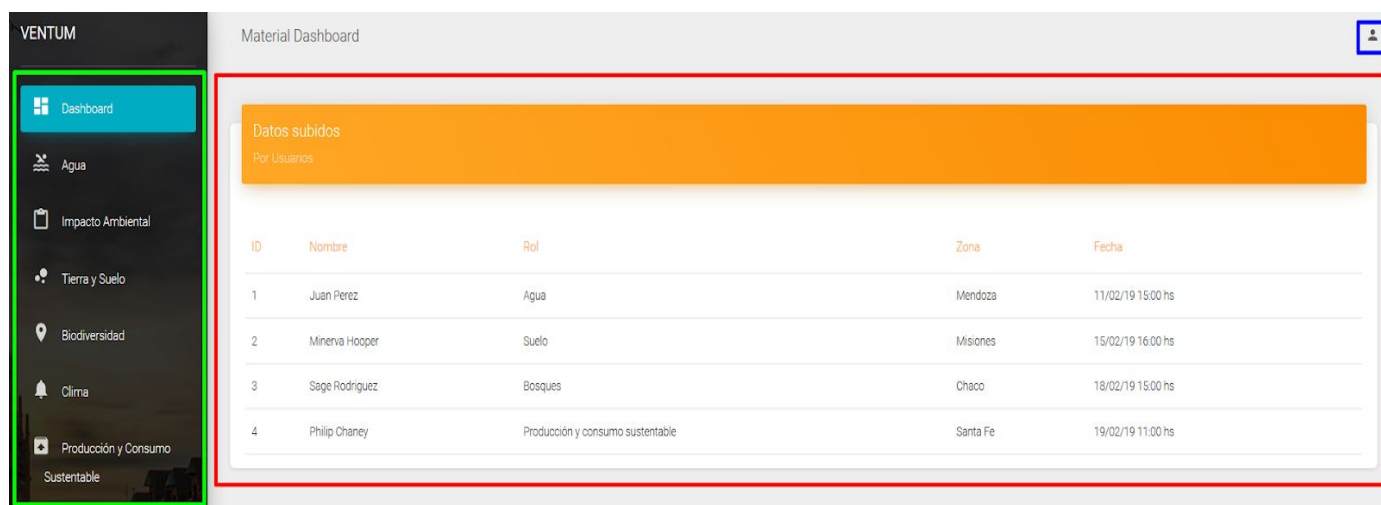 VENTUM
Material Dashboard
Dashboard
Agua
Impacto Ambiental
Tierra y Suelo
Biodiversidad
Clima
Producción y Consumo
Sustentable
Datos subidos
Por Usuarios
ID Nombre Rol Zona Fecha
1 Juan Perez Agua Mendoza 11/02/19 15:00 hs
2 Minerva Hooper Suelo Misiones 15/02/19 16:00 hs
3 Sage Rodriguez Bosques Chaco 18/02/19 15:00 hs
4 Philip Chaney Producción y consumo sustentable Santa Fe 19/02/19 11:00 hs